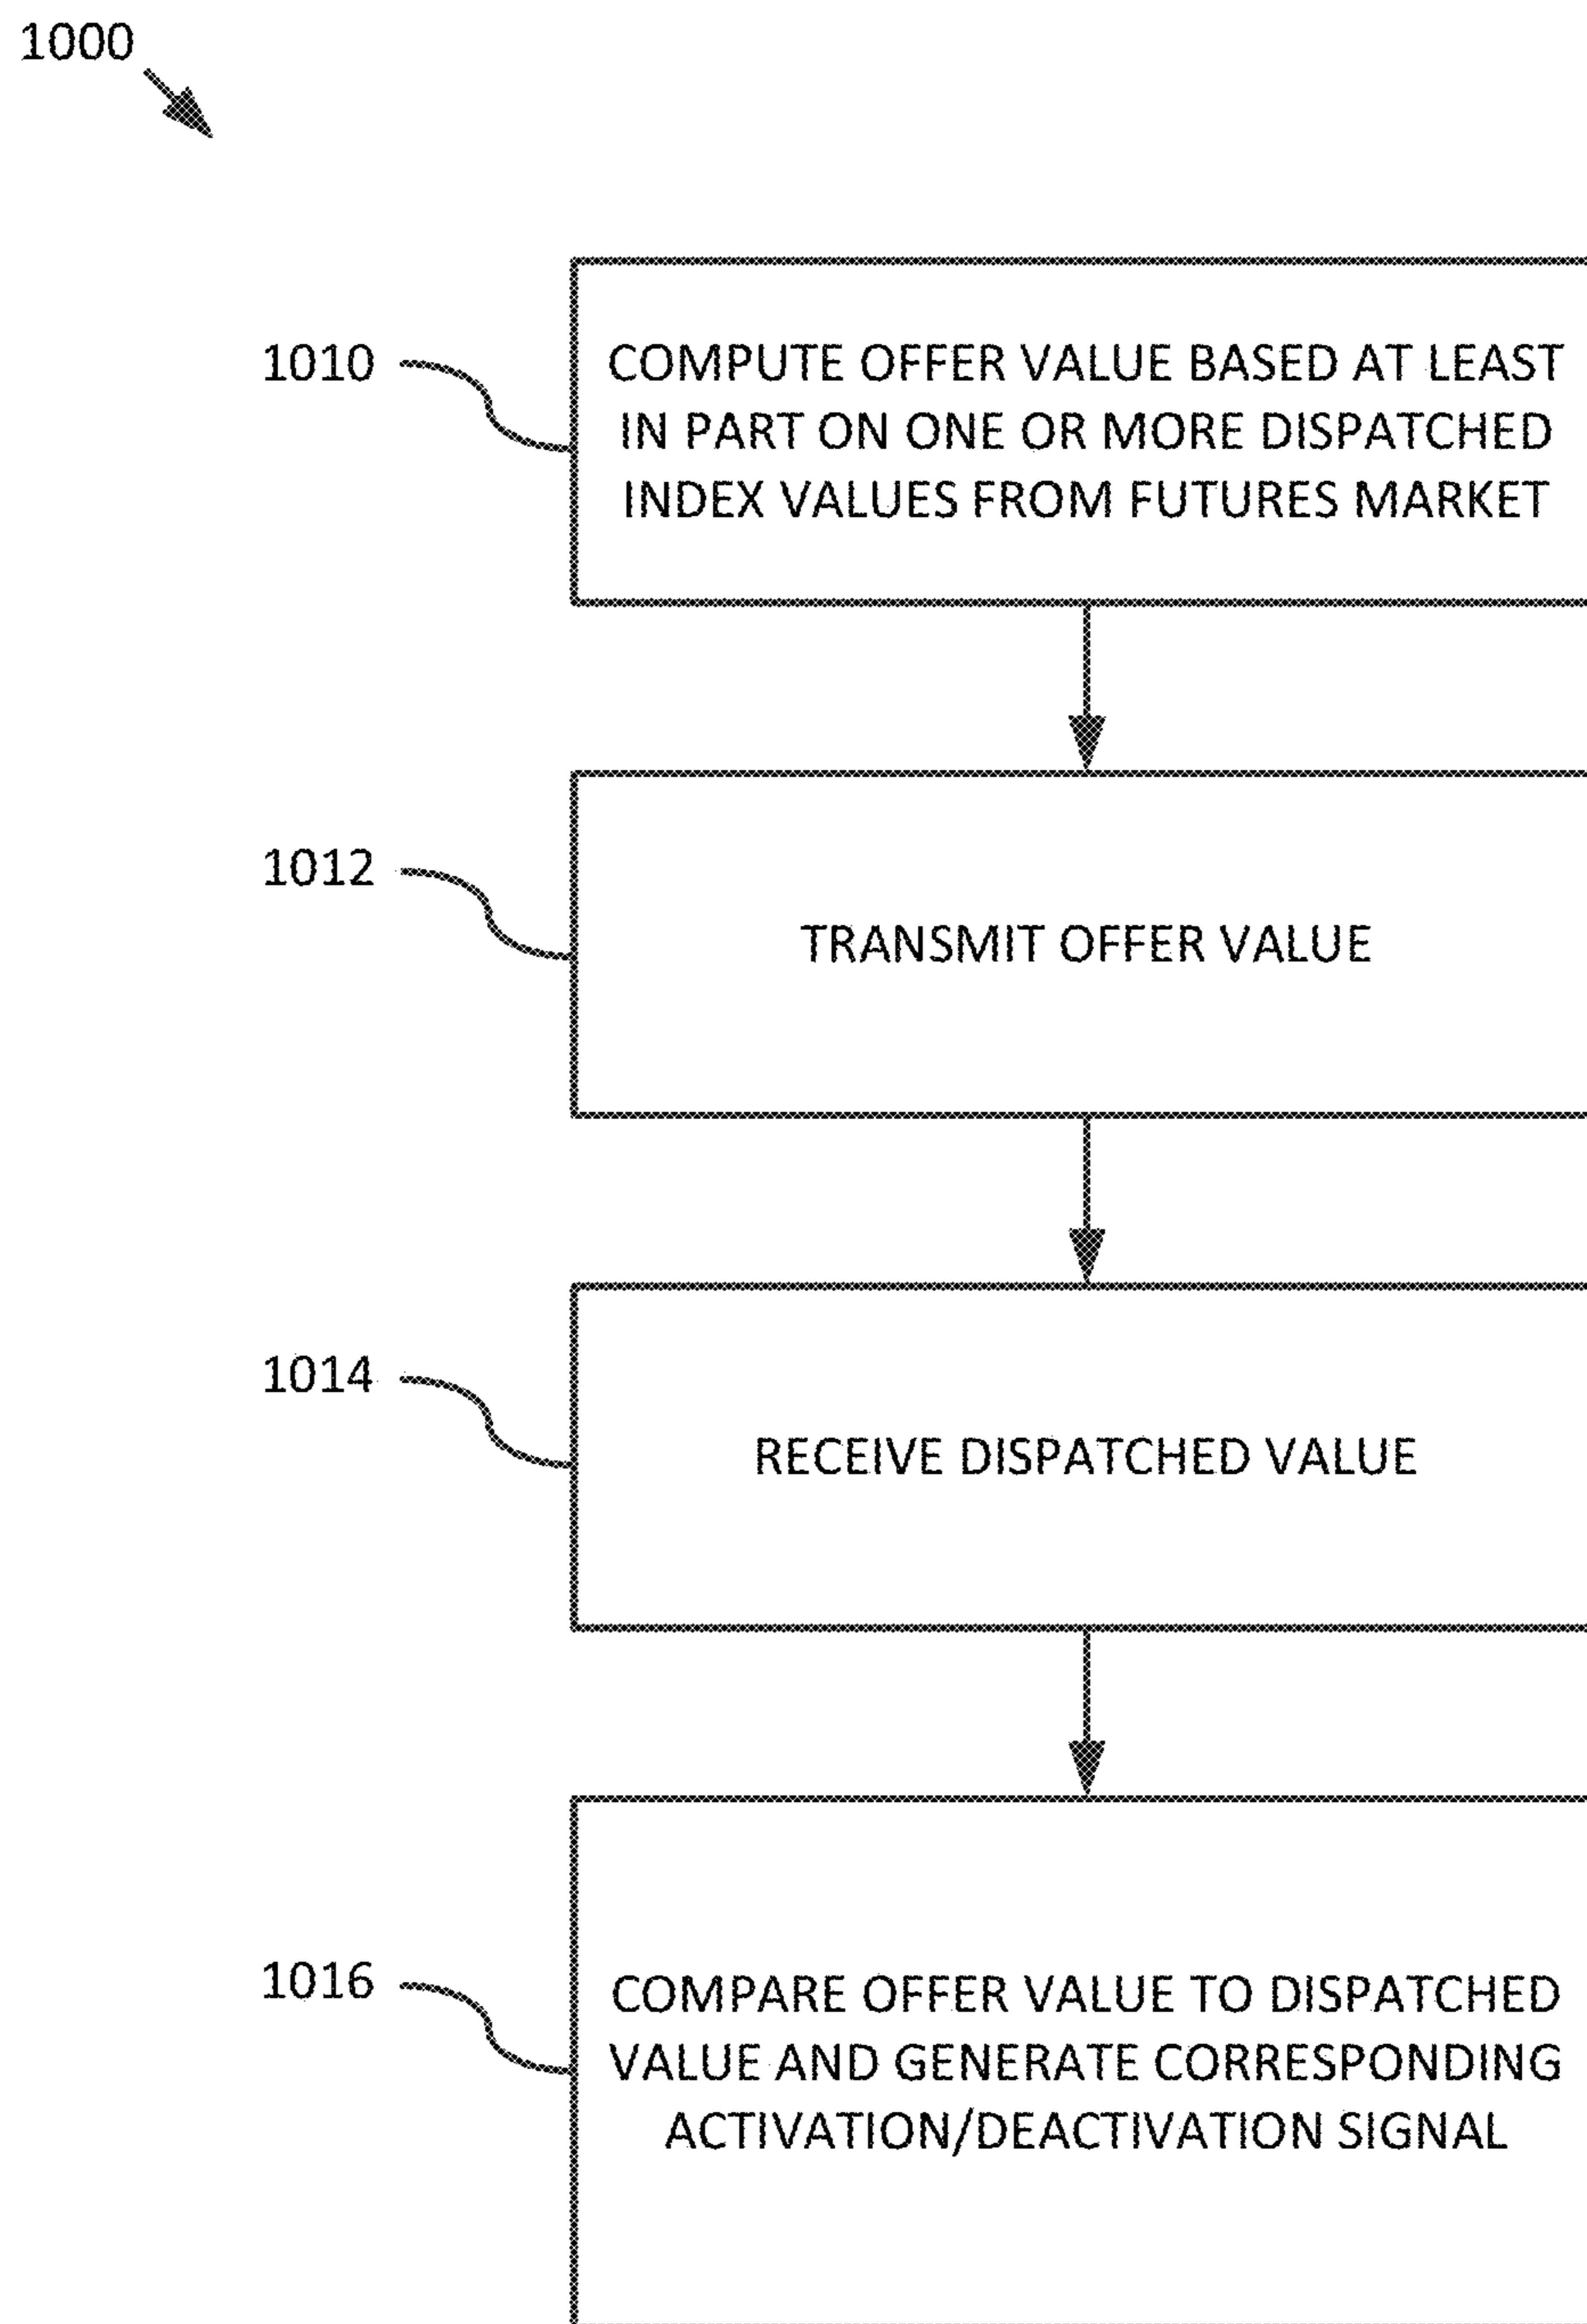 1000
1010
COMPUTE OFFER VALUE BASED AT LEAST
IN PART ON ONE OR MORE DISPATCHED
INDEX VALUES FROM FUTURES MARKET
1012
TRANSMIT OFFER VALUE
1014
RECEIVE DISPATCHED VALUE
1016
COMPARE OFFER VALUE TO DISPATCHED
VALUE AND GENERATE CORRESPONDING
ACTIVATION/DEACTIVATION SIGNAL